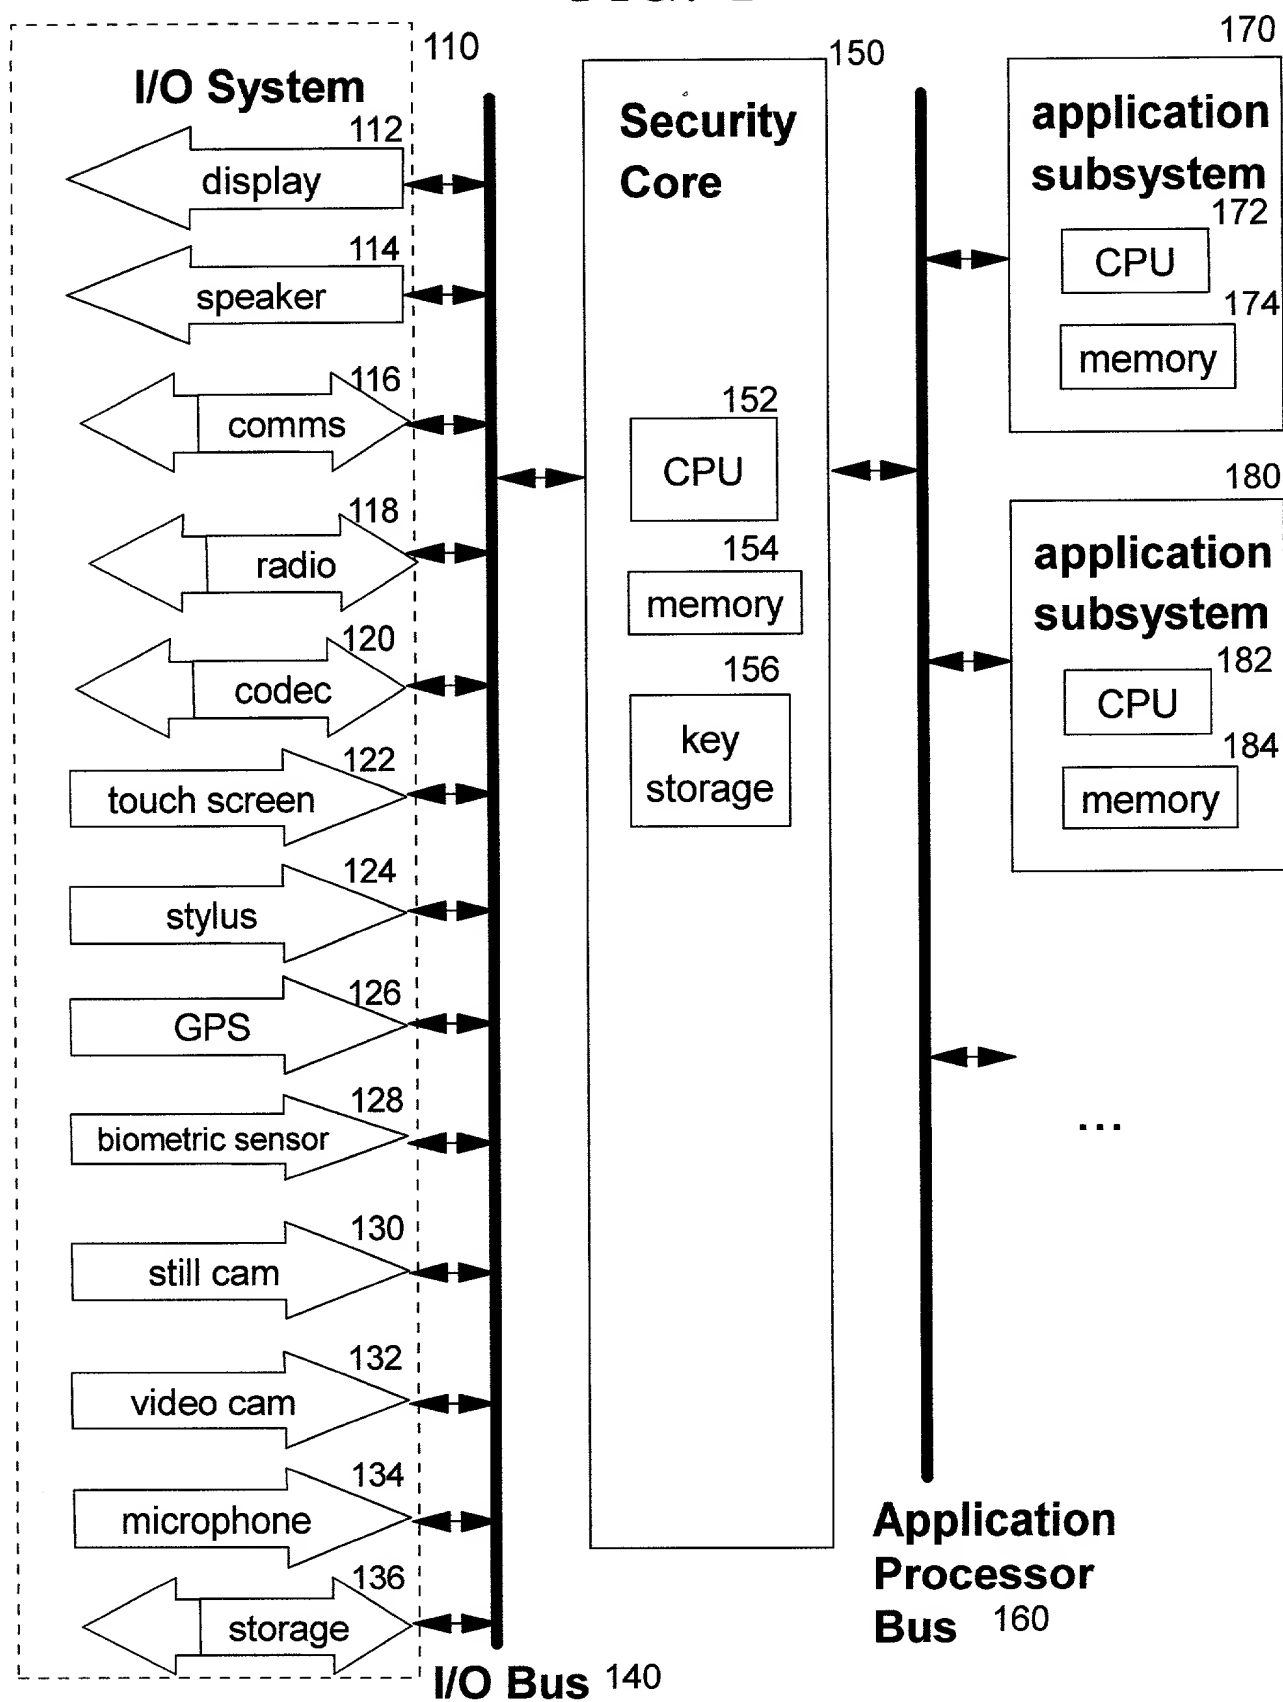 110
I/O System
112
display
114
speaker
116
comms
118
radio
120
codec
122
touch screen
124
stylus
126
GPS
128
biometric sensor
130
still cam
132
video cam
134
microphone
136
storage
I/O Bus 140
150
Security
Core
152
CPU
154
memory
156
key
storage
Application
Processor
Bus 160
170
application
subsystem
172
CPU
174
memory
180
application
subsystem
182
CPU
184
memory
...